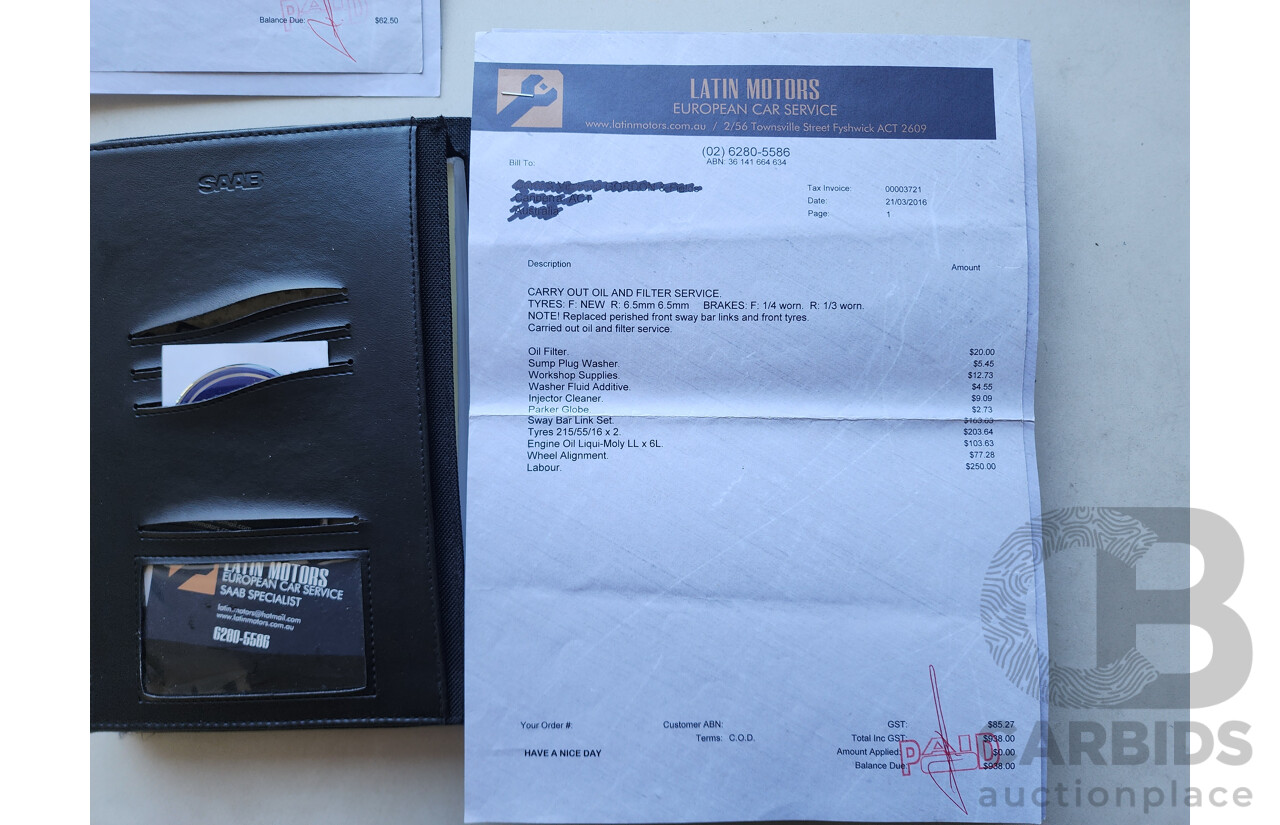 Balance Due: $62.50
PAID
SAAB
LATIN MOTORS
EUROPEAN CAR SERVICE
SAAB SPECIALIST
www.latinmotors.com.au
6280-5586
LATIN MOTORS
EUROPEAN CAR SERVICE
www.latinmotors.com.au / 2/56 Townsville Street Fyshwick ACT 2609
(02) 6280-5586
ABN: 36 141 664 634
Bill To:
Tax Invoice: 00003721
Date: 21/03/2016
Page: 1
Description Amount
CARRY OUT OIL AND FILTER SERVICE.
TYRES: F: NEW R: 6.5mm 6.5mm BRAKES: F: 1/4 worn. R: 1/3 worn.
NOTE! Replaced perished front sway bar links and front tyres.
Carried out oil and filter service.
Oil Filter. $20.00
Sump Plug Washer. $5.45
Workshop Supplies. $12.73
Washer Fluid Additive. $4.55
Injector Cleaner. $9.09
Parker Globe. $2.73
Sway Bar Link Set. $163.63
Tyres 215/55/16 x 2. $203.64
Engine Oil Liqui-Moly LL x 6L. $103.63
Wheel Alignment. $77.28
Labour. $250.00
Your Order #: Customer ABN: GST: $85.27
Terms: C.O.D. Total Inc GST: $938.00
HAVE A NICE DAY Amount Applied: $0.00
Balance Due: $938.00
PAID
ARBIDS
auctionplace